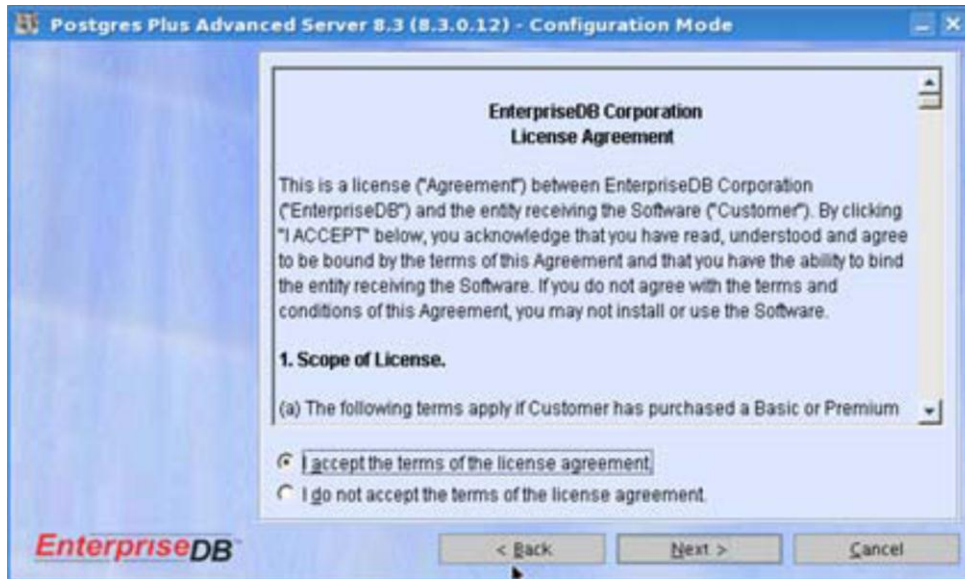 Postgres Plus Advanced Server 8.3 (8.3.0.12) - Configuration Mode
EnterpriseDB Corporation
License Agreement
This is a license ("Agreement") between EnterpriseDB Corporation
("EnterpriseDB") and the entity receiving the Software ("Customer"). By clicking
"I ACCEPT" below, you acknowledge that you have read, understood and agree
to be bound by the terms of this Agreement and that you have the ability to bind
the entity receiving the Software. If you do not agree with the terms and
conditions of this Agreement, you may not install or use the Software.
1. Scope of License.
(a) The following terms apply if Customer has purchased a Basic or Premium
I accept the terms of the license agreement.
I do not accept the terms of the license agreement.
EnterpriseDB
< Back
Next >
Cancel